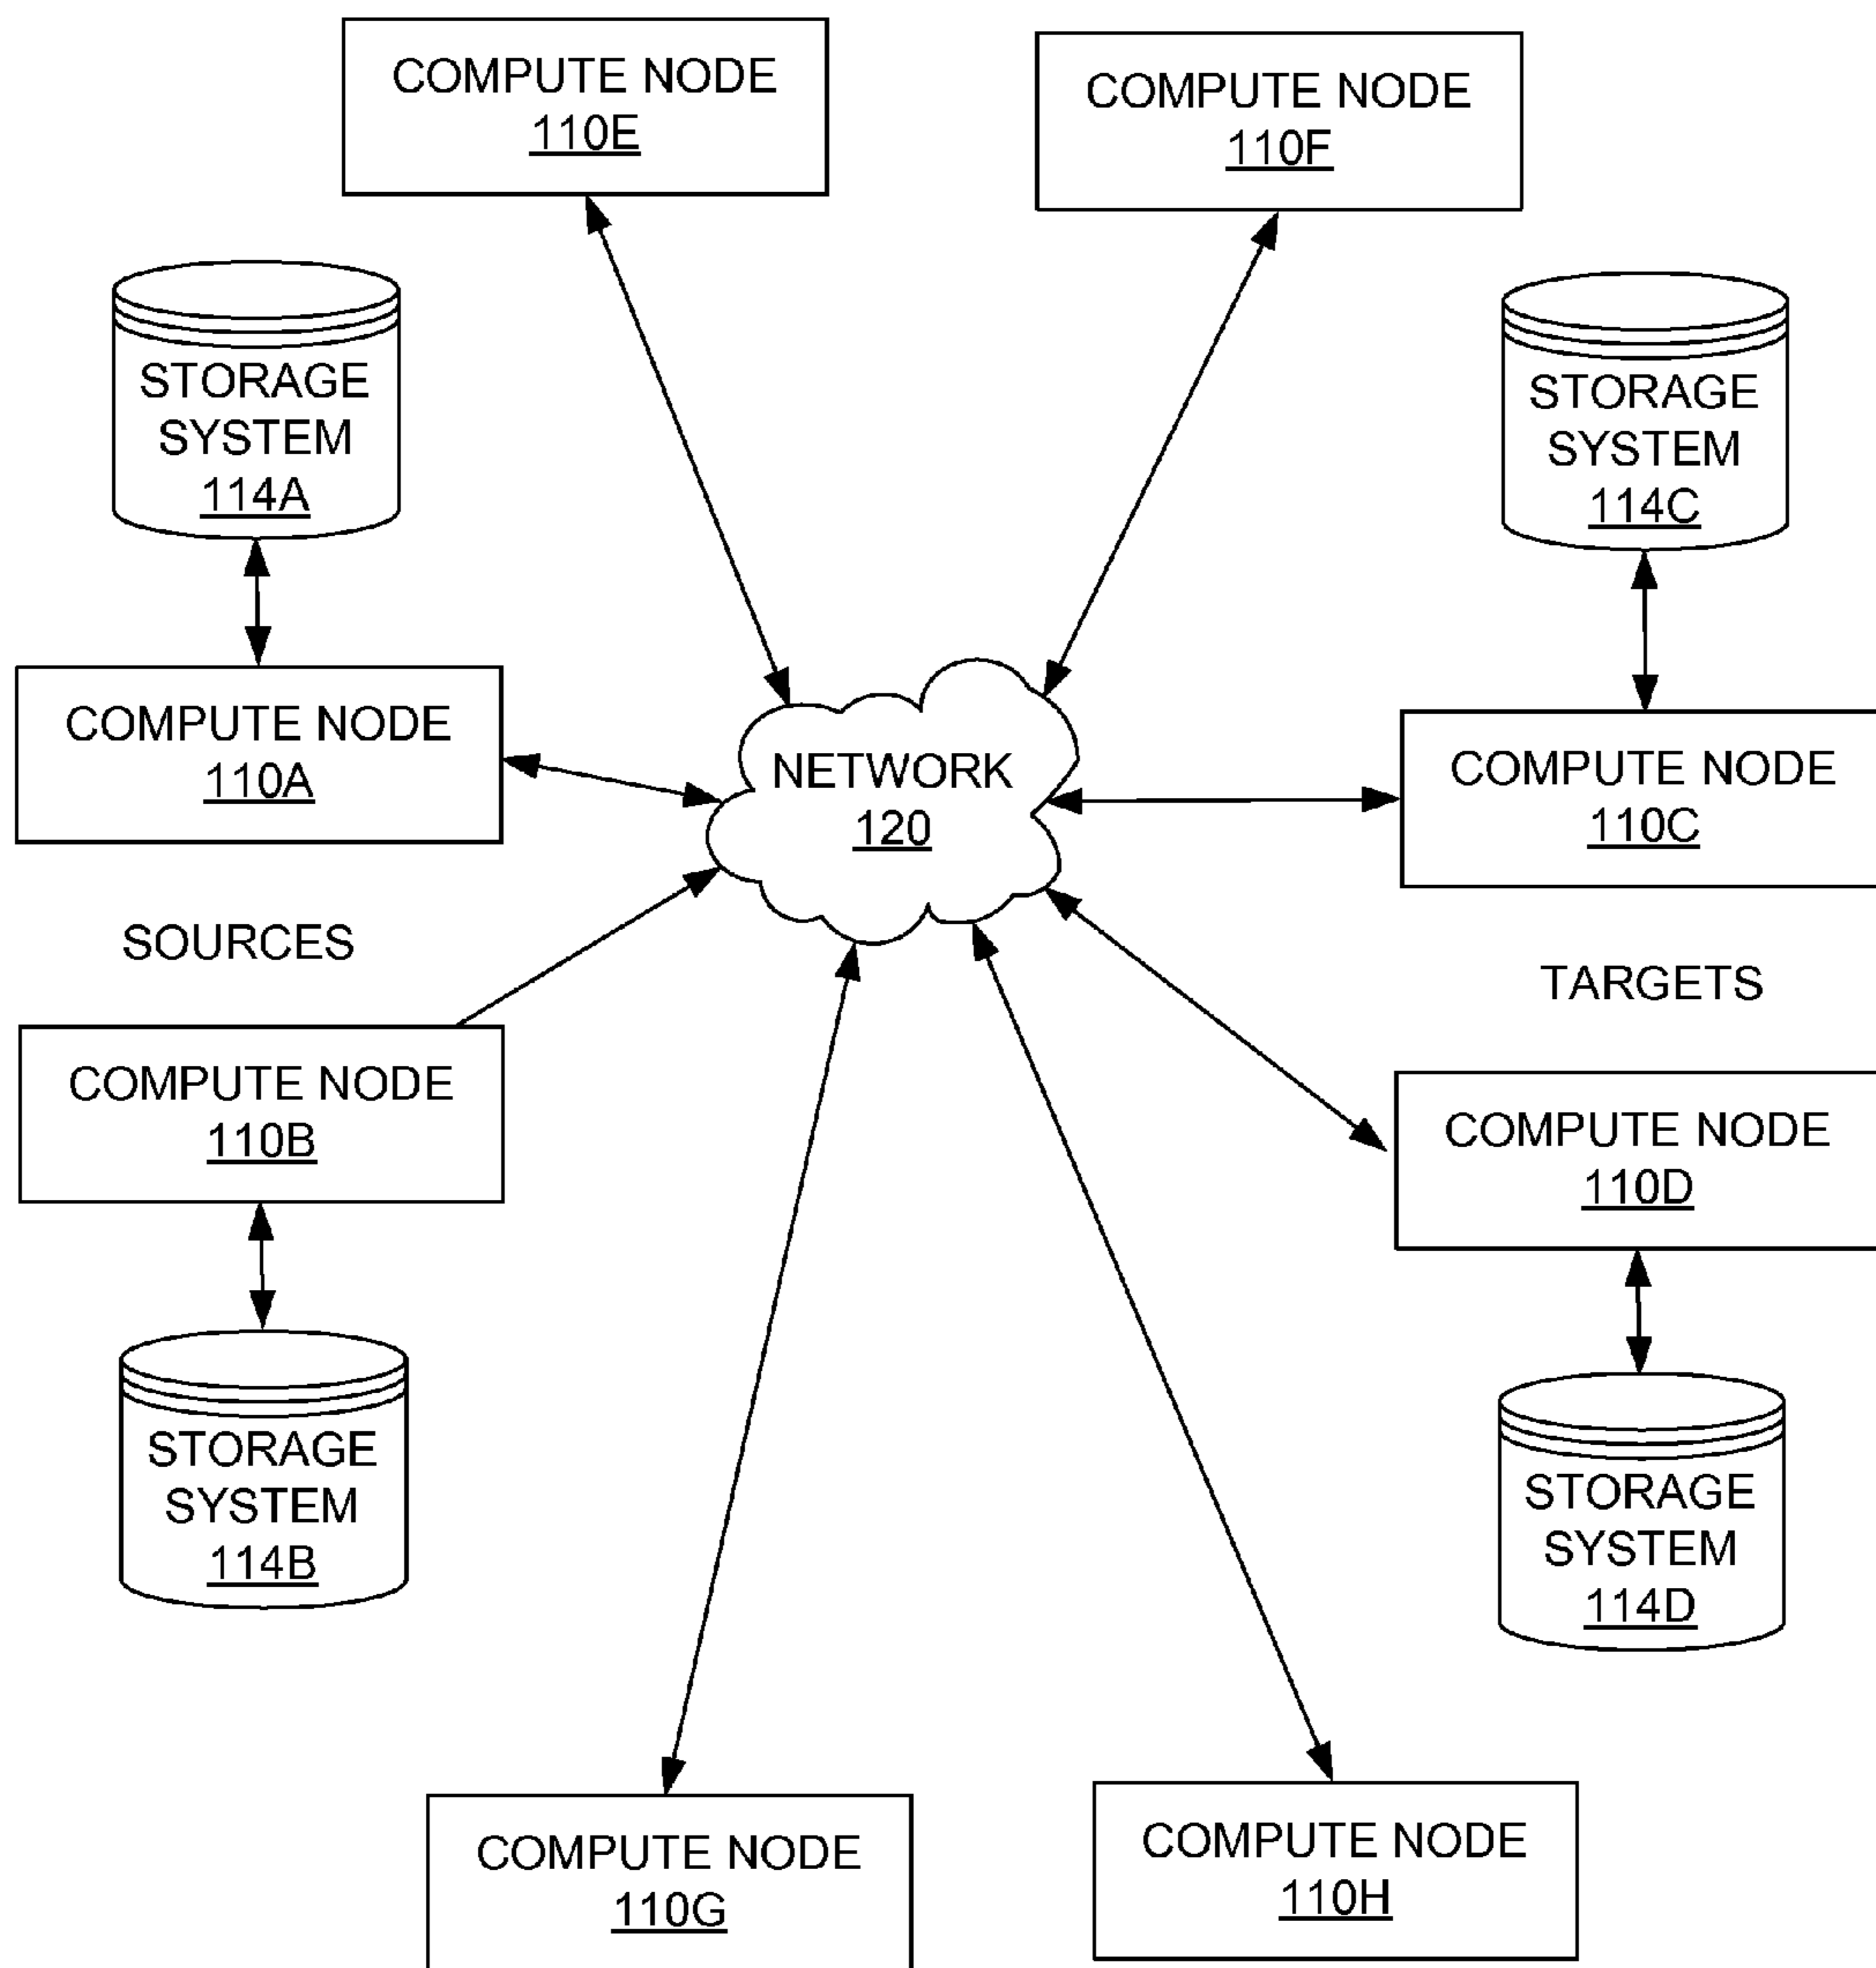 COMPUTE NODE
110E
COMPUTE NODE
110F
STORAGE
SYSTEM
114A
STORAGE
SYSTEM
114C
COMPUTE NODE
110A
NETWORK
120
COMPUTE NODE
110C
SOURCES
TARGETS
COMPUTE NODE
110B
COMPUTE NODE
110D
STORAGE
SYSTEM
114B
STORAGE
SYSTEM
114D
COMPUTE NODE
110G
COMPUTE NODE
110H